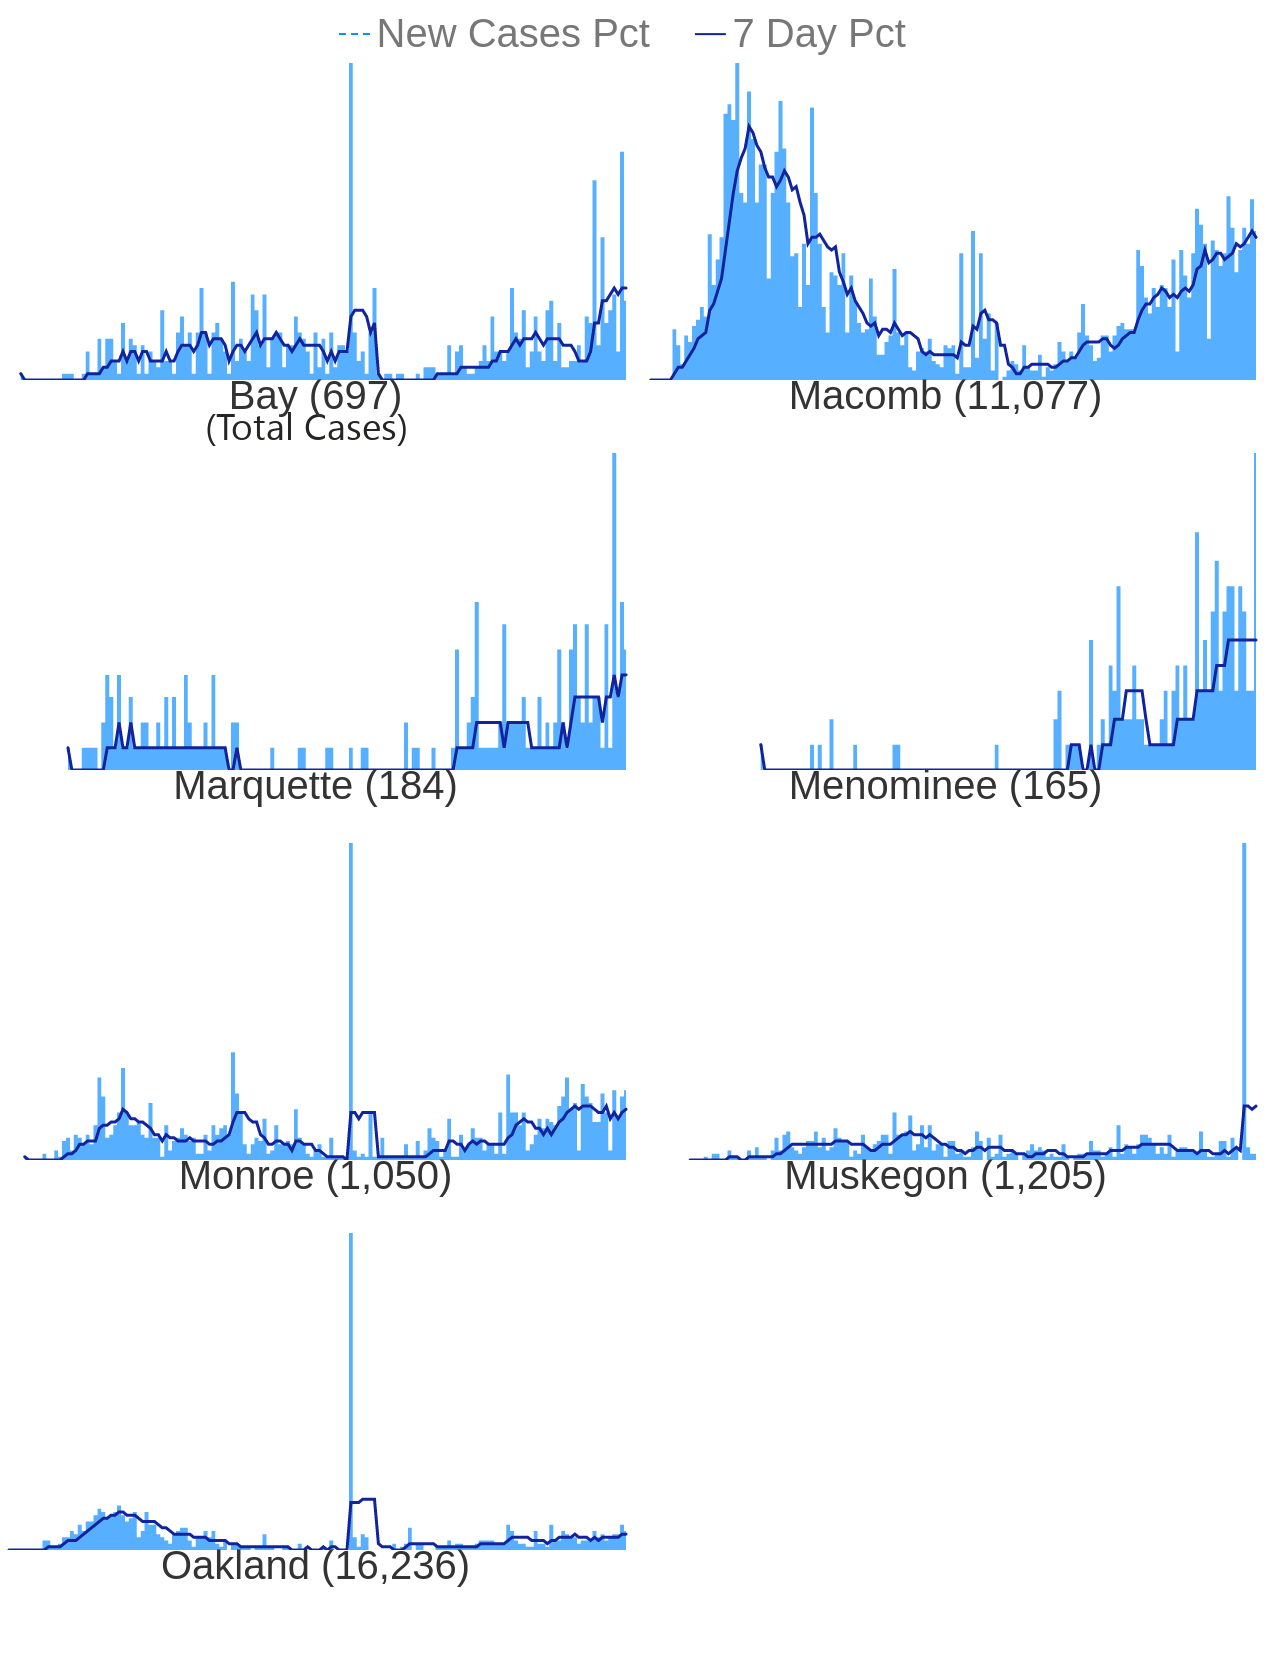 New Cases Pct 7 Day Pct
Bay (697)
(Total Cases)
Macomb (11,077)
Marquette (184)
Menominee (165)
Monroe (1,050)
Muskegon (1,205)
Oakland (16,236)